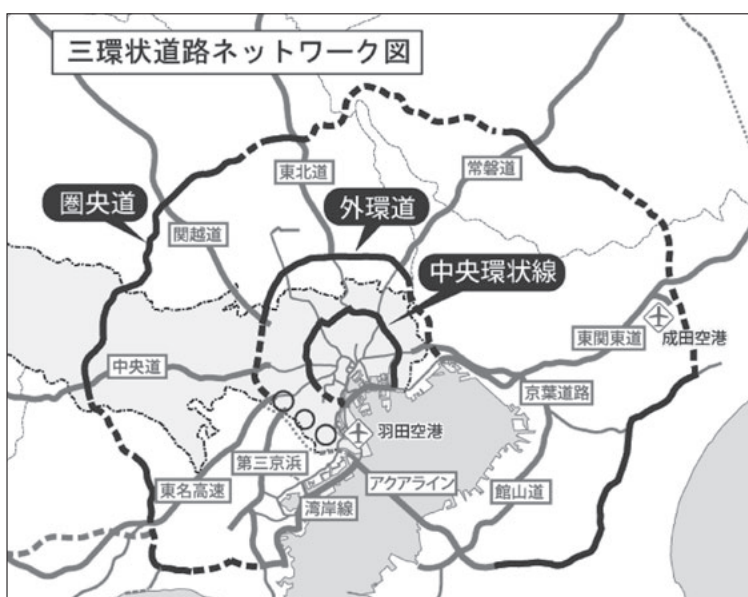 三環状道路ネットワーク図
東北道
常磐道
圏央道
外環道
関越道
中央環状線
東関東道
成田空港
中央道
京葉道路
羽田空港
第三京浜
東名高速
アクアライン
館山道
湾岸線